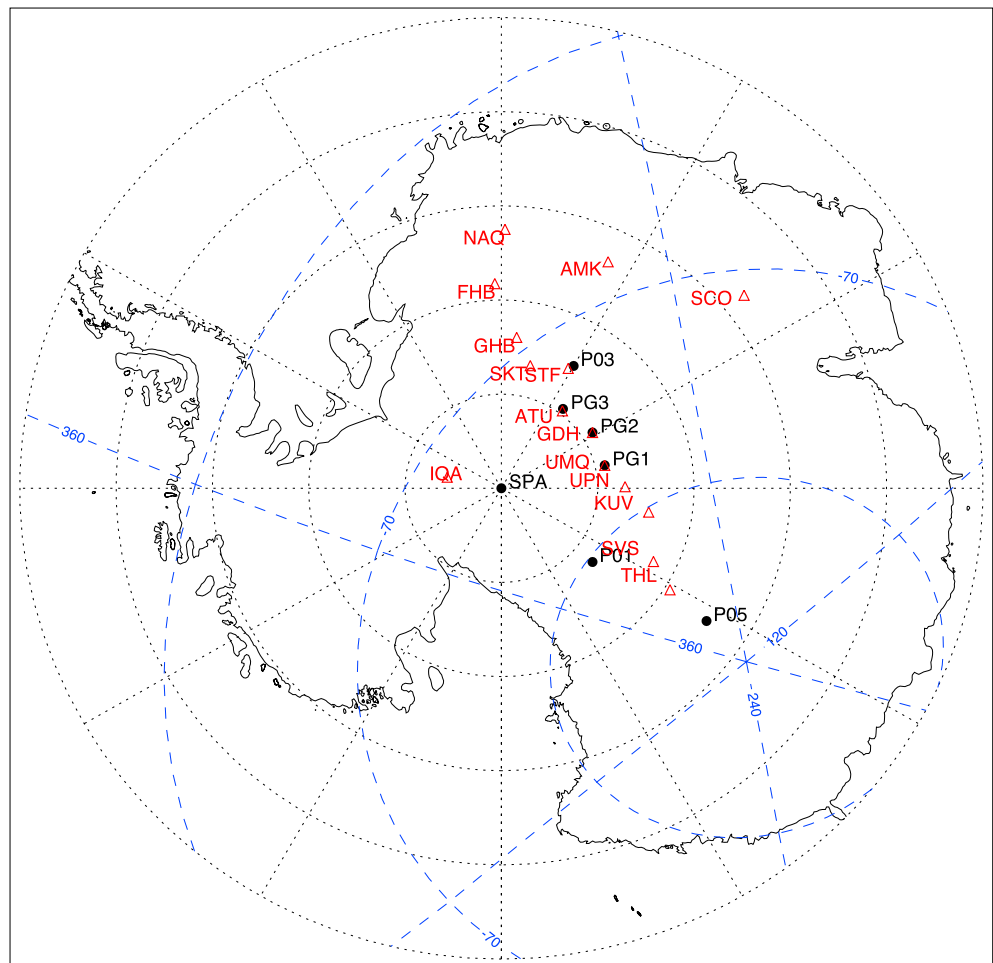 NAQ
AMK
-70
FHB
SCO
GHB
P03
SKT
STF
PG3
ATU
PG2
GDH
360
UMQ
PG1
IQA
UPN
SPA
KUV
-70
SVS
P01
THL
P05
120
360
240
-70